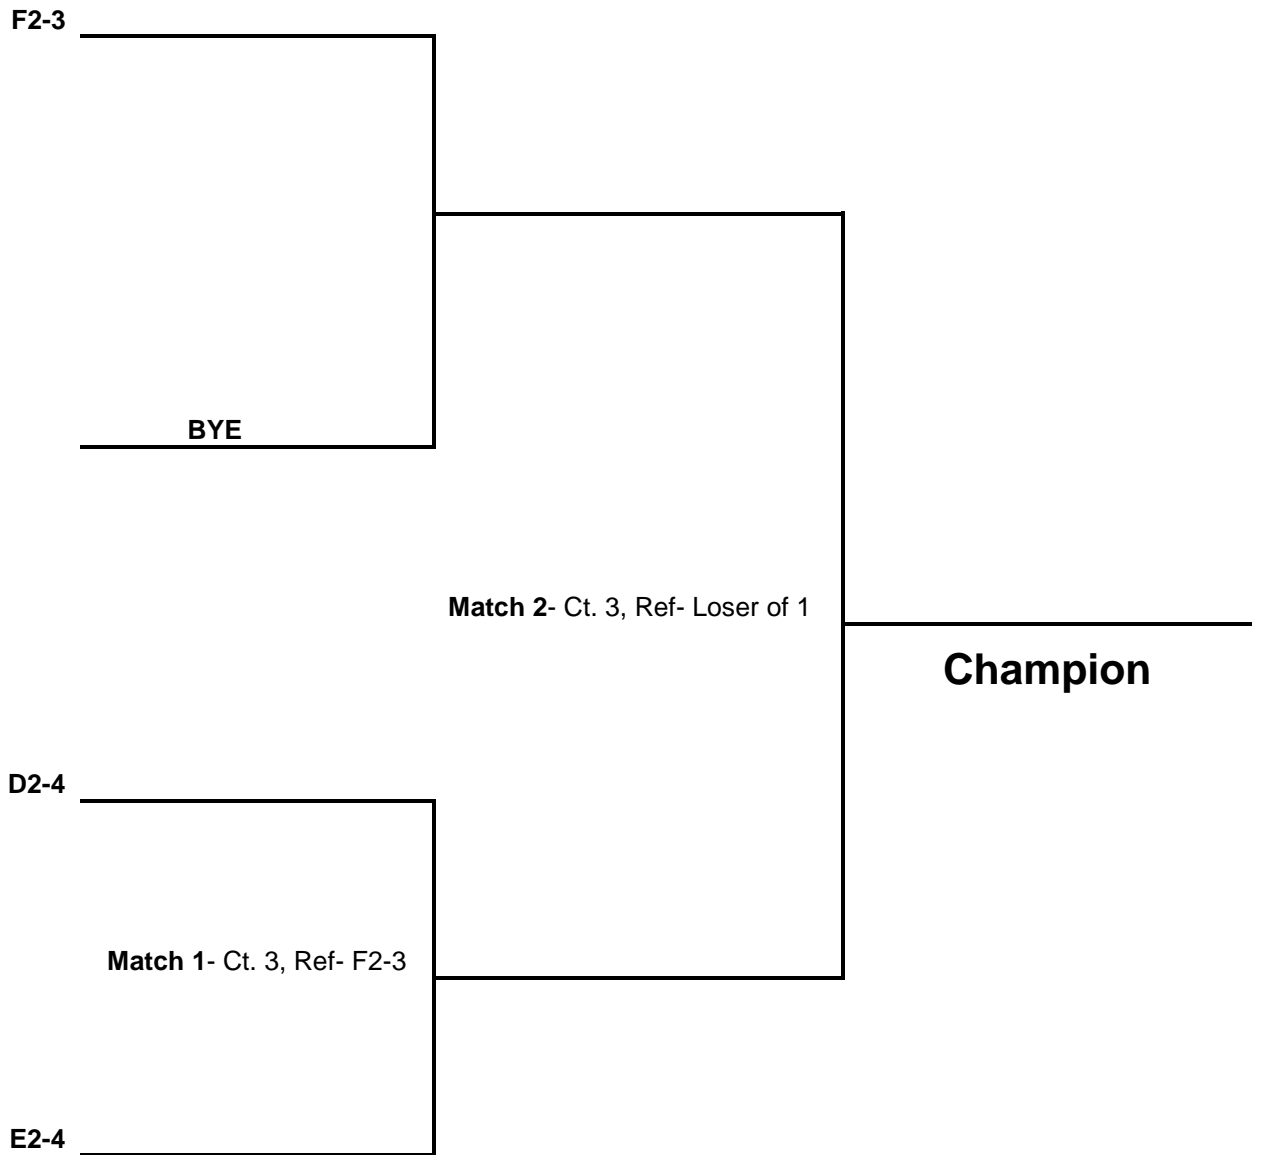 F2-3
BYE
Match 2- Ct. 3, Ref- Loser of 1
Champion
D2-4
Match 1- Ct. 3, Ref- F2-3
E2-4